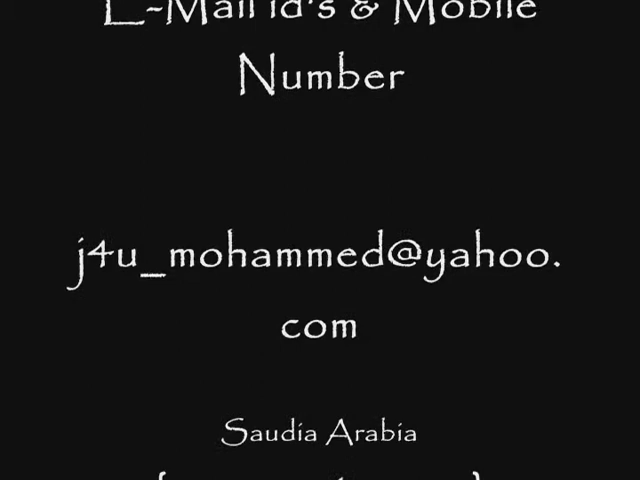 E-Mail id's & Mobile
Number
j4u_mohammed@yahoo.
com
Saudia Arabia